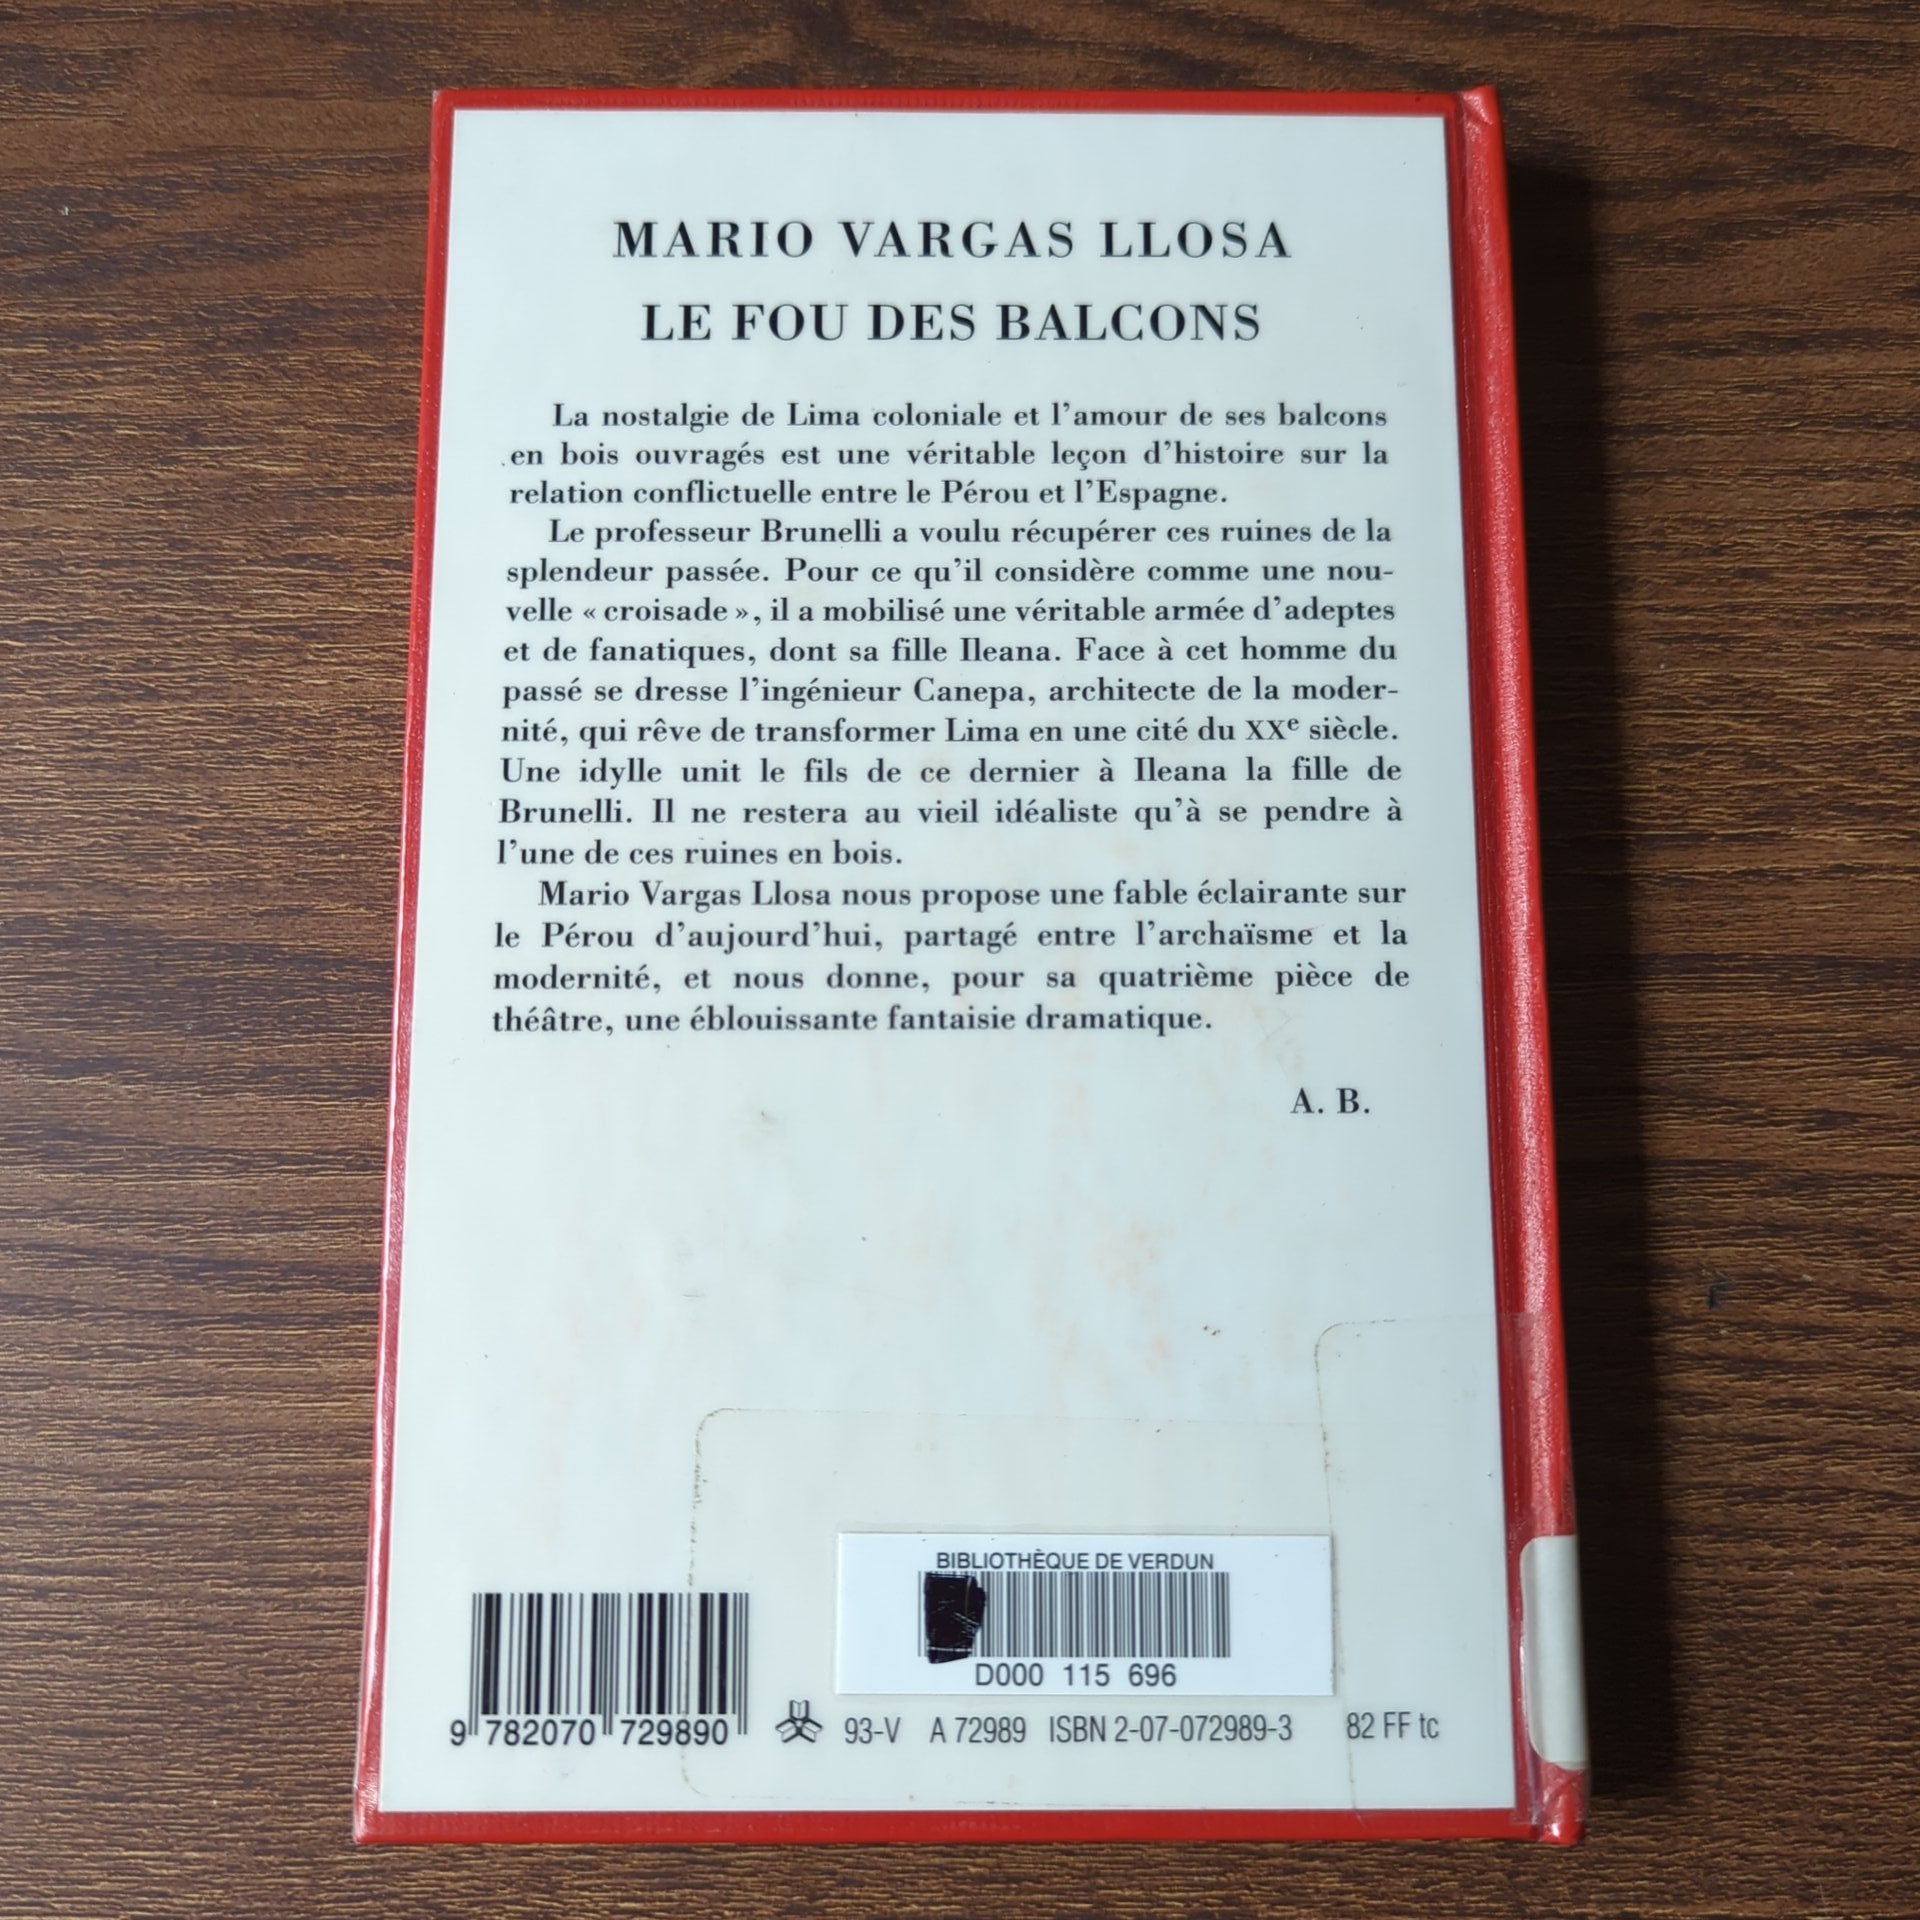 MARIO VARGAS LLOSA
LE FOU DES BALCONS
La nostalgie de Lima coloniale et l'amour de ses balcons
en bois ouvragés est une véritable leçon d'histoire sur la
relation conflictuelle entre le Pérou et l'Espagne.
Le professeur Brunelli a voulu récupérer ces ruines de la
splendeur passée. Pour ce qu'il considère comme une nou-
velle « croisade », il a mobilisé une véritable armée d'adeptes
et de fanatiques, dont sa fille Ileana. Face à cet homme du
passé se dresse l'ingénieur Canepa, architecte de la moder-
nité, qui rêve de transformer Lima en une cité du XXe siècle.
Une idylle unit le fils de ce dernier à Ileana la fille de
Brunelli. Il ne restera au vieil idéaliste qu'à se pendre à
l'une de ces ruines en bois.
Mario Vargas Llosa nous propose une fable éclairante sur
le Pérou d'aujourd'hui, partagé entre l'archaïsme et la
modernité, et nous donne, pour sa quatrième pièce de
théâtre, une éblouissante fantaisie dramatique.
A. B.
BIBLIOTHÈQUE DE VERDUN
D000 115 696
9 782070 729890
93-V A 72989 ISBN 2-07-072989-3 82 FF tc